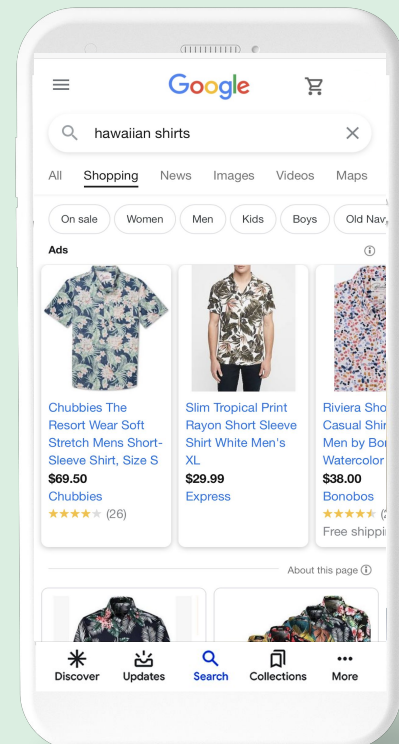 Google
hawaiian shirts
All Shopping News Images Videos Maps
On sale Women Men Kids Boys Old Nav
Ads
Chubbies The
Resort Wear Soft
Stretch Mens Short-
Sleeve Shirt, Size S
$69.50
Chubbies
(26)
Slim Tropical Print
Rayon Short Sleeve
Shirt White Men's
XL
$29.99
Express
Riviera Sho
Casual Shir
Men by Bo
Watercolor
$38.00
Bonobos
Free shippi
About this page
Discover Updates Search Collections More